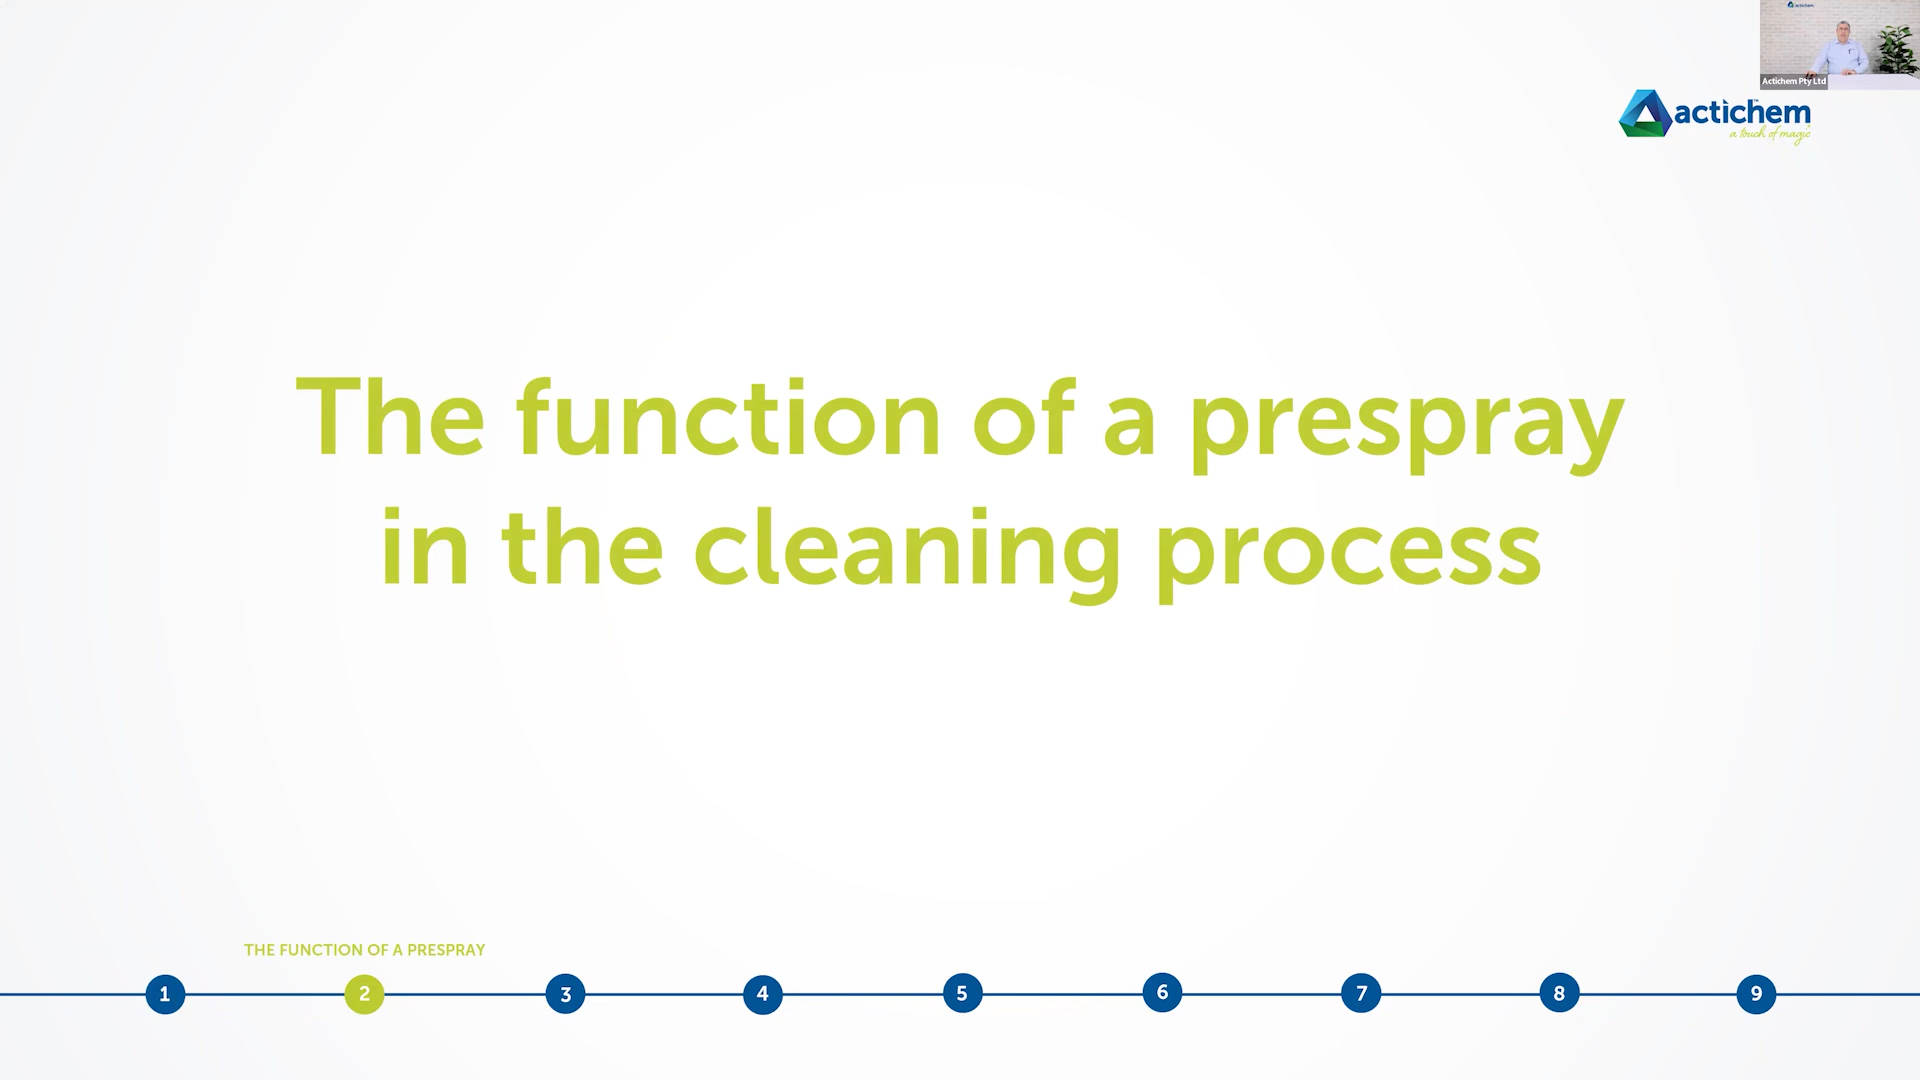 actichem
Actichem Pty Ltd
actichem
a touch of magic
The function of a prespray
in the cleaning process
THE FUNCTION OF A PRESPRAY
1 2 3 4 5 6 7 8 9